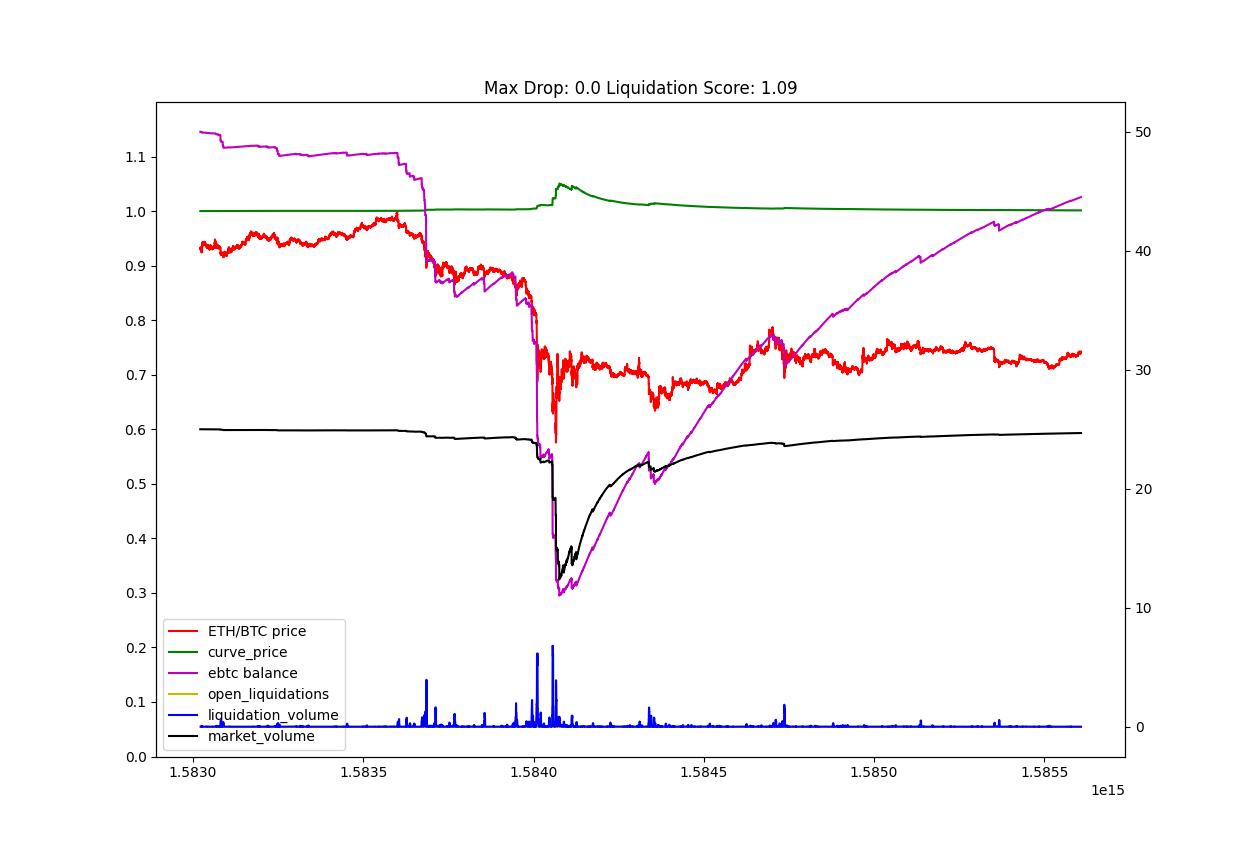 Max Drop: 0.0 Liquidation Score: 1.09
1.1
1.0
0.9
0.8
0.7
0.6
0.5
0.4
0.3
0.2
0.1
0.0
50
40
30
20
10
0
ETH/BTC price
curve_price
ebtc balance
open_liquidations
liquidation_volume
market_volume
1.5830 1.5835 1.5840 1.5845 1.5850 1.5855
1e15